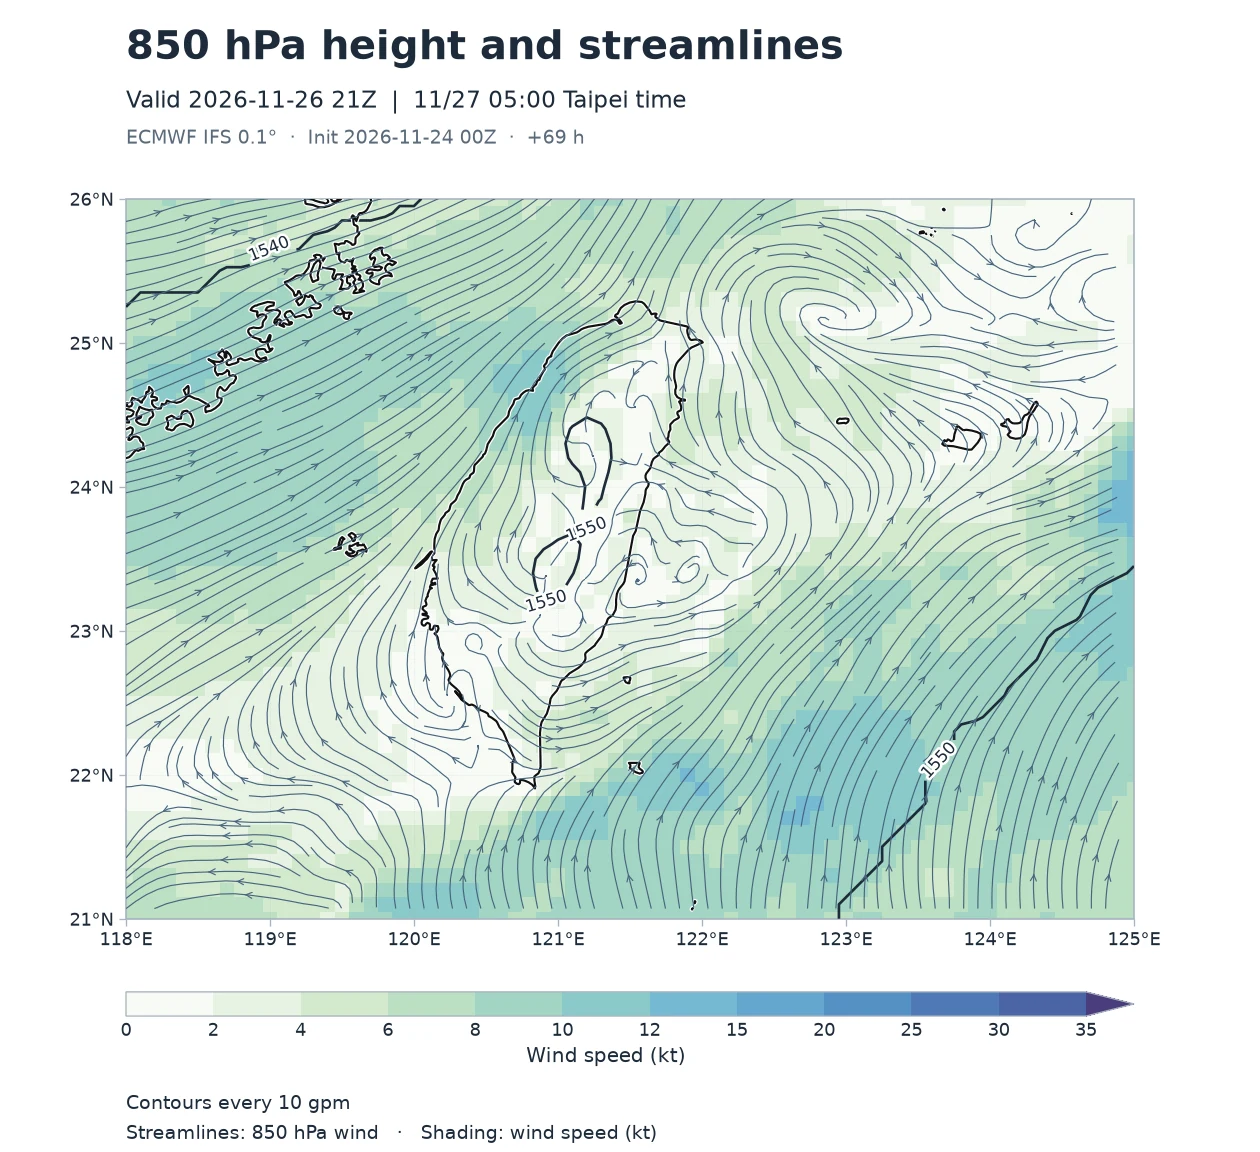 850 hPa height and streamlines
Valid 2026-11-26 21Z | 11/27 05:00 Taipei time
ECMWF IFS 0.1° · Init 2026-11-24 00Z · +69 h
26°N
1540
25°N
24°N
1550
1550
23°N
22°N
1550
21°N
118°E 119°E 120°E 121°E 122°E 123°E 124°E 125°E
0 2 4 6 8 10 12 15 20 25 30 35
Wind speed (kt)
Contours every 10 gpm
Streamlines: 850 hPa wind · Shading: wind speed (kt)